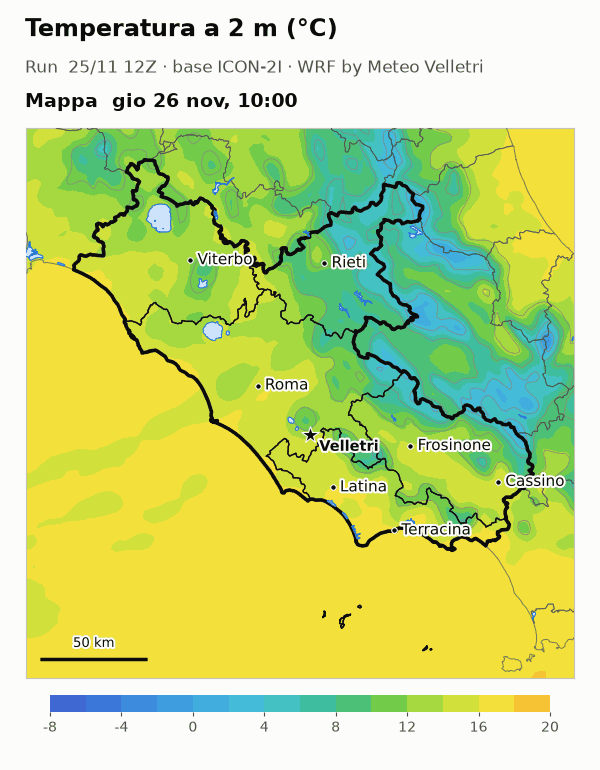 Temperatura a 2 m (°C)
Run  25/11 12Z · base ICON-2I · WRF by Meteo Velletri
Mappa  gio 26 nov, 10:00
Viterbo
Rieti
Roma
Velletri
Frosinone
Cassino
Latina
Terracina
50 km
-8 -4 0 4 8 12 16 20